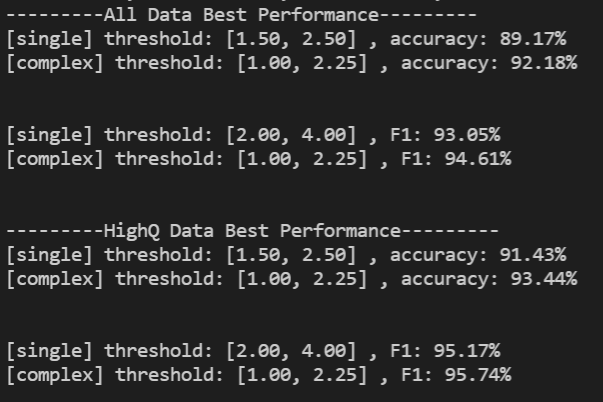 ---------All Data Best Performance---------
[single] threshold: [1.50, 2.50] , accuracy: 89.17%
[complex] threshold: [1.00, 2.25] , accuracy: 92.18%
[single] threshold: [2.00, 4.00] , F1: 93.05%
[complex] threshold: [1.00, 2.25] , F1: 94.61%
---------HighQ Data Best Performance---------
[single] threshold: [1.50, 2.50] , accuracy: 91.43%
[complex] threshold: [1.00, 2.25] , accuracy: 93.44%
[single] threshold: [2.00, 4.00] , F1: 95.17%
[complex] threshold: [1.00, 2.25] , F1: 95.74%